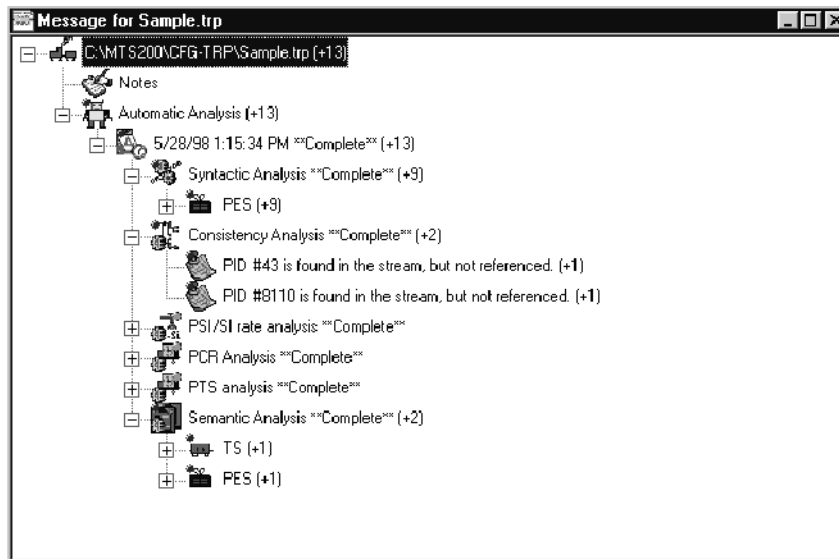 Message for Sample.trp
C:\MTS200\CFG-TRP\Sample.trp (+13)
Notes
Automatic Analysis (+13)
5/28/98 1:15:34 PM **Complete** (+13)
Syntactic Analysis **Complete** (+9)
PES (+9)
Consistency Analysis **Complete** (+2)
PID #43 is found in the stream, but not referenced. (+1)
PID #8110 is found in the stream, but not referenced. (+1)
PSI/SI rate analysis **Complete**
PCR Analysis **Complete**
PTS analysis **Complete**
Semantic Analysis **Complete** (+2)
TS (+1)
PES (+1)